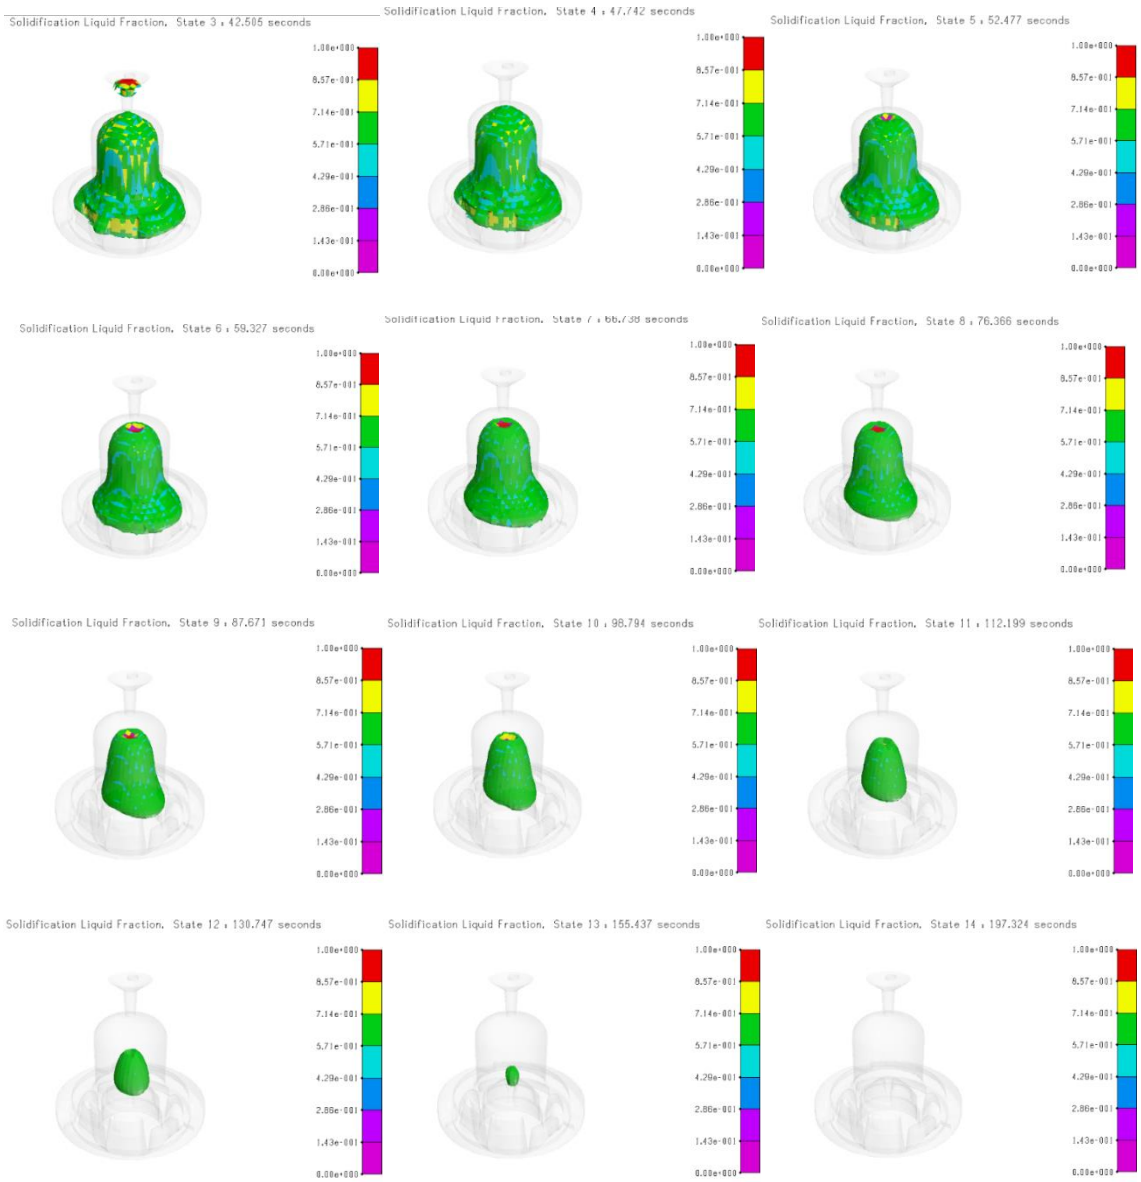 Solidification Liquid Fraction, State 3 : 42.505 seconds
1.00e+000
8.57e-001
7.14e-001
5.71e-001
4.29e-001
2.86e-001
1.43e-001
0.00e+000
Solidification Liquid Fraction, State 4 : 47.742 seconds
1.00e+000
8.57e-001
7.14e-001
5.71e-001
4.29e-001
2.86e-001
1.43e-001
0.00e+000
Solidification Liquid Fraction, State 5 : 52.477 seconds
1.00e+000
8.57e-001
7.14e-001
5.71e-001
4.29e-001
2.86e-001
1.43e-001
0.00e+000
Solidification Liquid Fraction, State 6 : 59.327 seconds
1.00e+000
8.57e-001
7.14e-001
5.71e-001
4.29e-001
2.86e-001
1.43e-001
0.00e+000
Solidification Liquid Fraction, State 7 : 66.738 seconds
1.00e+000
8.57e-001
7.14e-001
5.71e-001
4.29e-001
2.86e-001
1.43e-001
0.00e+000
Solidification Liquid Fraction, State 8 : 76.366 seconds
1.00e+000
8.57e-001
7.14e-001
5.71e-001
4.29e-001
2.86e-001
1.43e-001
0.00e+000
Solidification Liquid Fraction, State 9 : 87.671 seconds
1.00e+000
8.57e-001
7.14e-001
5.71e-001
4.29e-001
2.86e-001
1.43e-001
0.00e+000
Solidification Liquid Fraction, State 10 : 98.794 seconds
1.00e+000
8.57e-001
7.14e-001
5.71e-001
4.29e-001
2.86e-001
1.43e-001
0.00e+000
Solidification Liquid Fraction, State 11 : 112.199 seconds
1.00e+000
8.57e-001
7.14e-001
5.71e-001
4.29e-001
2.86e-001
1.43e-001
0.00e+000
Solidification Liquid Fraction, State 12 : 130.747 seconds
1.00e+000
8.57e-001
7.14e-001
5.71e-001
4.29e-001
2.86e-001
1.43e-001
0.00e+000
Solidification Liquid Fraction, State 13 : 155.437 seconds
1.00e+000
8.57e-001
7.14e-001
5.71e-001
4.29e-001
2.86e-001
1.43e-001
0.00e+000
Solidification Liquid Fraction, State 14 : 197.324 seconds
1.00e+000
8.57e-001
7.14e-001
5.71e-001
4.29e-001
2.86e-001
1.43e-001
0.00e+000